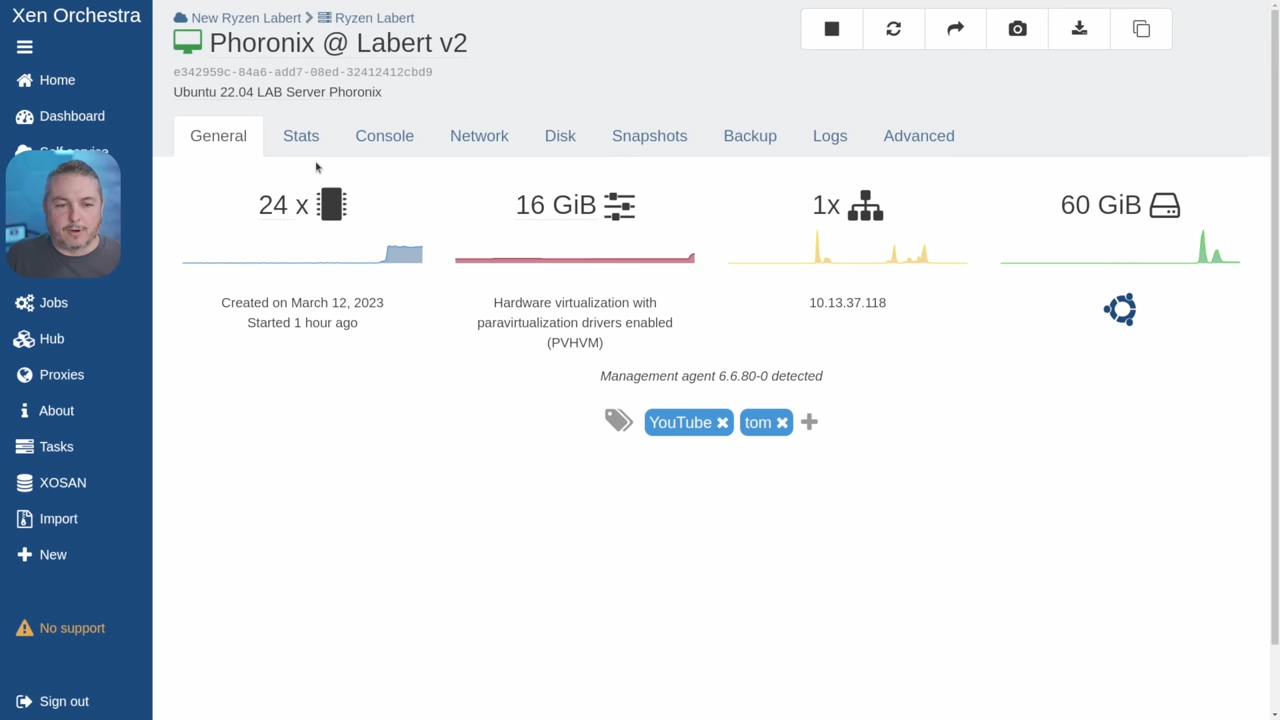 Xen Orchestra
Home
Dashboard
Self service
Jobs
Hub
Proxies
About
Tasks
XOSAN
Import
New
No support
Sign out
New Ryzen Labert
Ryzen Labert
Phoronix @ Labert v2
e342959c-84a6-add7-08ed-32412412cbd9
Ubuntu 22.04 LAB Server Phoronix
General Stats Console Network Disk Snapshots Backup Logs Advanced
24 x
16 GiB
1x
60 GiB
Created on March 12, 2023
Started 1 hour ago
Hardware virtualization with
paravirtualization drivers enabled
(PVHVM)
10.13.37.118
Management agent 6.6.80-0 detected
YouTube
tom